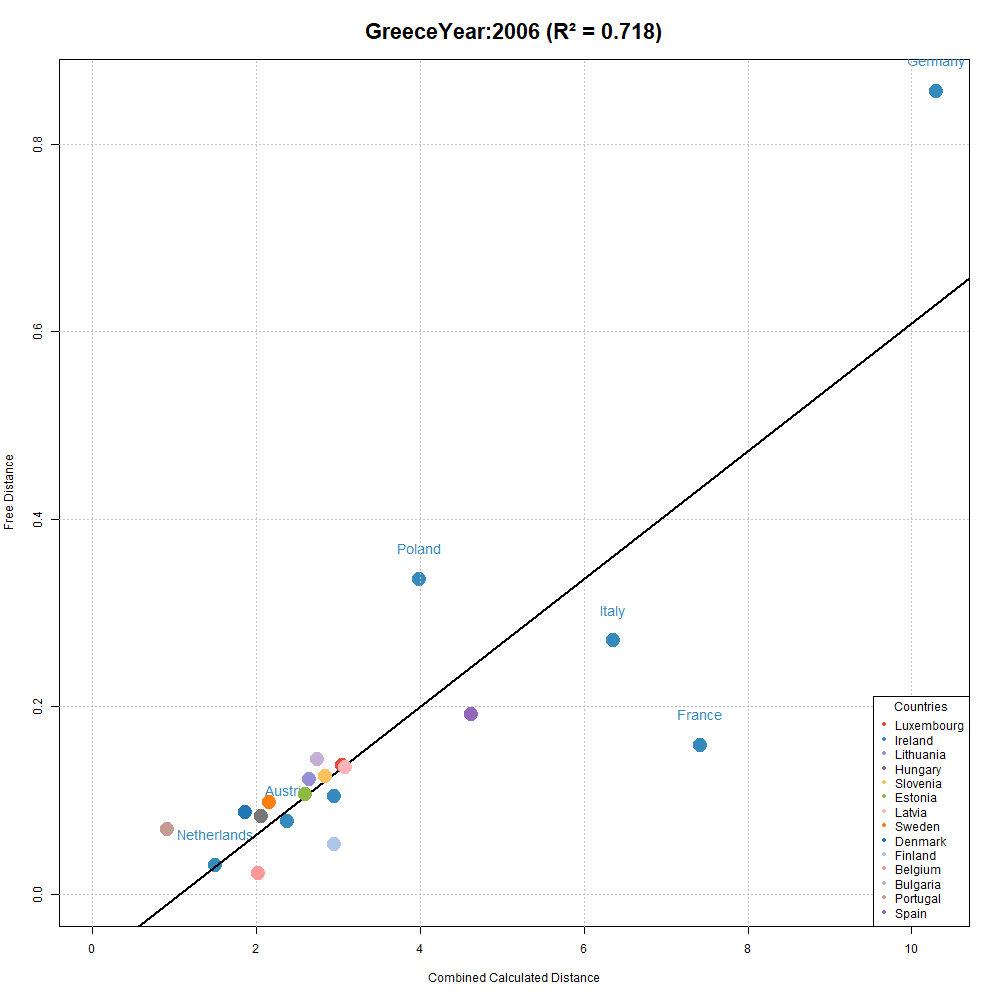 GreeceYear:2006 (R² = 0.718)
Germany
0.8
0.6
Free Distance
0.4
Poland
Italy
0.2
France
Austri
Netherlands
0.0
Countries
Luxembourg
Ireland
Lithuania
Hungary
Slovenia
Estonia
Latvia
Sweden
Denmark
Finland
Belgium
Bulgaria
Portugal
Spain
0 2 4 6 8 10
Combined Calculated Distance